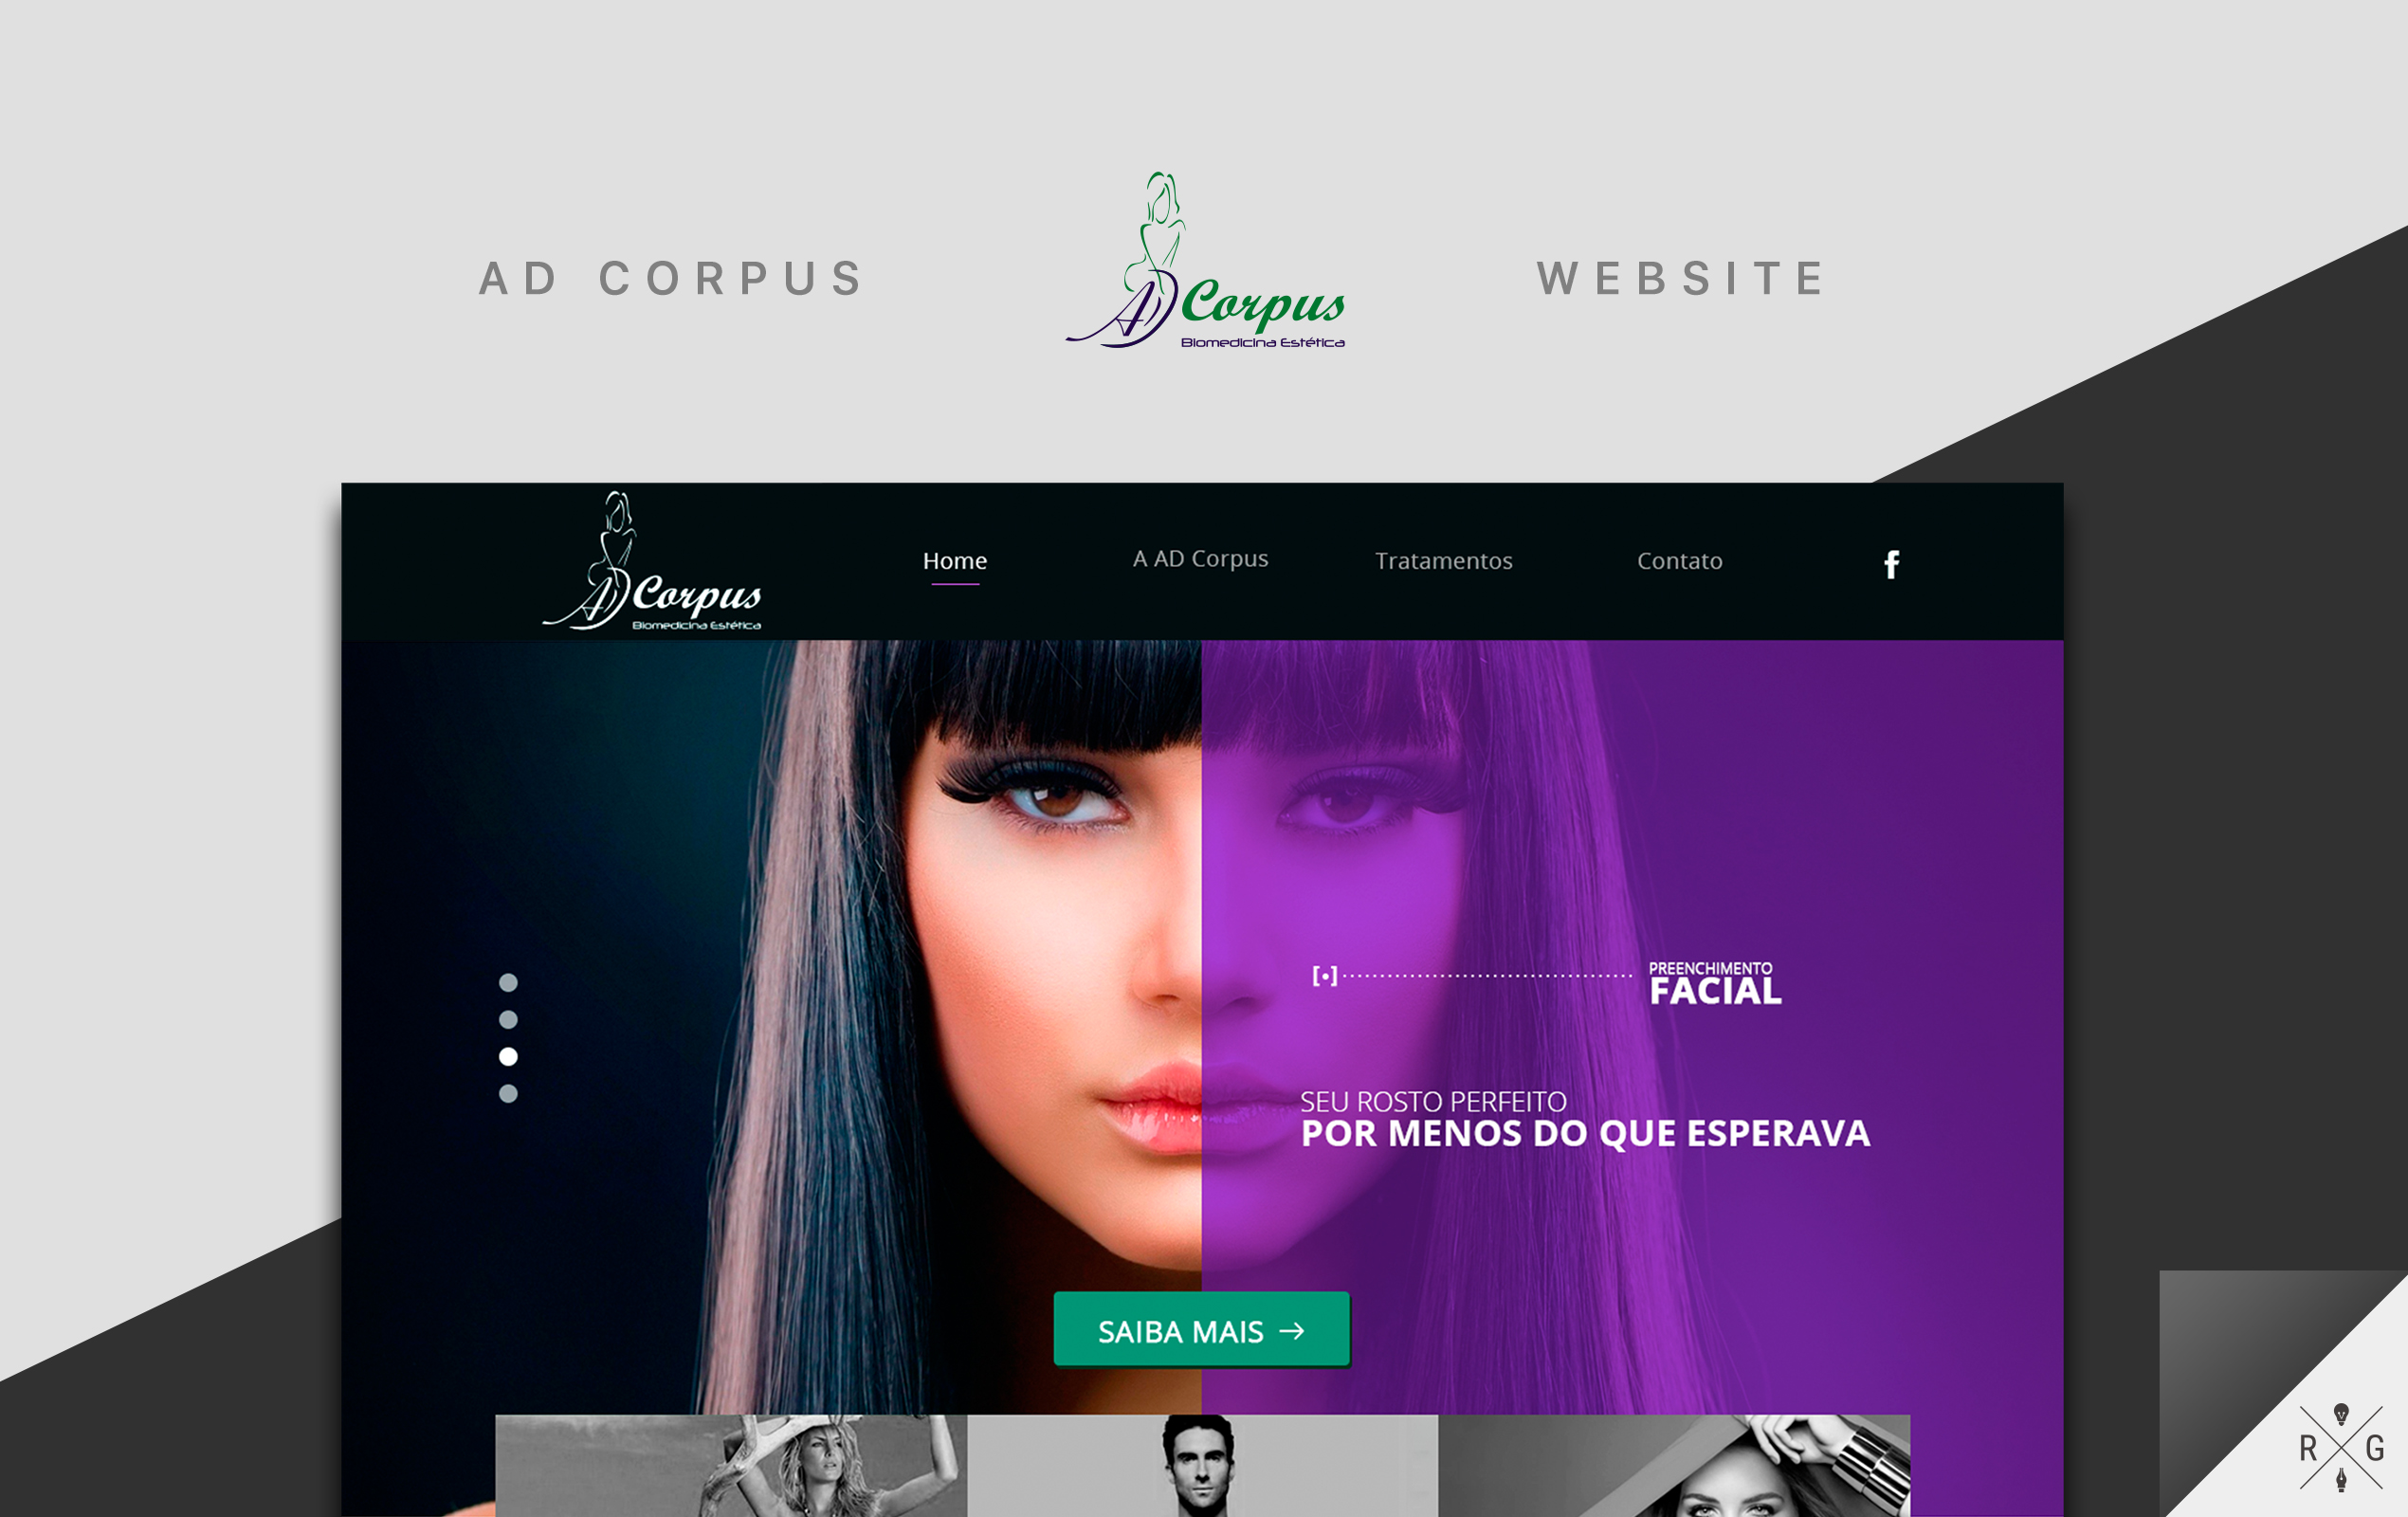 AD CORPUS
AD Corpus
Biomedicina Estética
WEBSITE
AD Corpus
Biomedicina Estética
Home
A AD Corpus
Tratamentos
Contato
f
[•]
PREENCHIMENTO
FACIAL
SEU ROSTO PERFEITO
POR MENOS DO QUE ESPERAVA
SAIBA MAIS →
R G